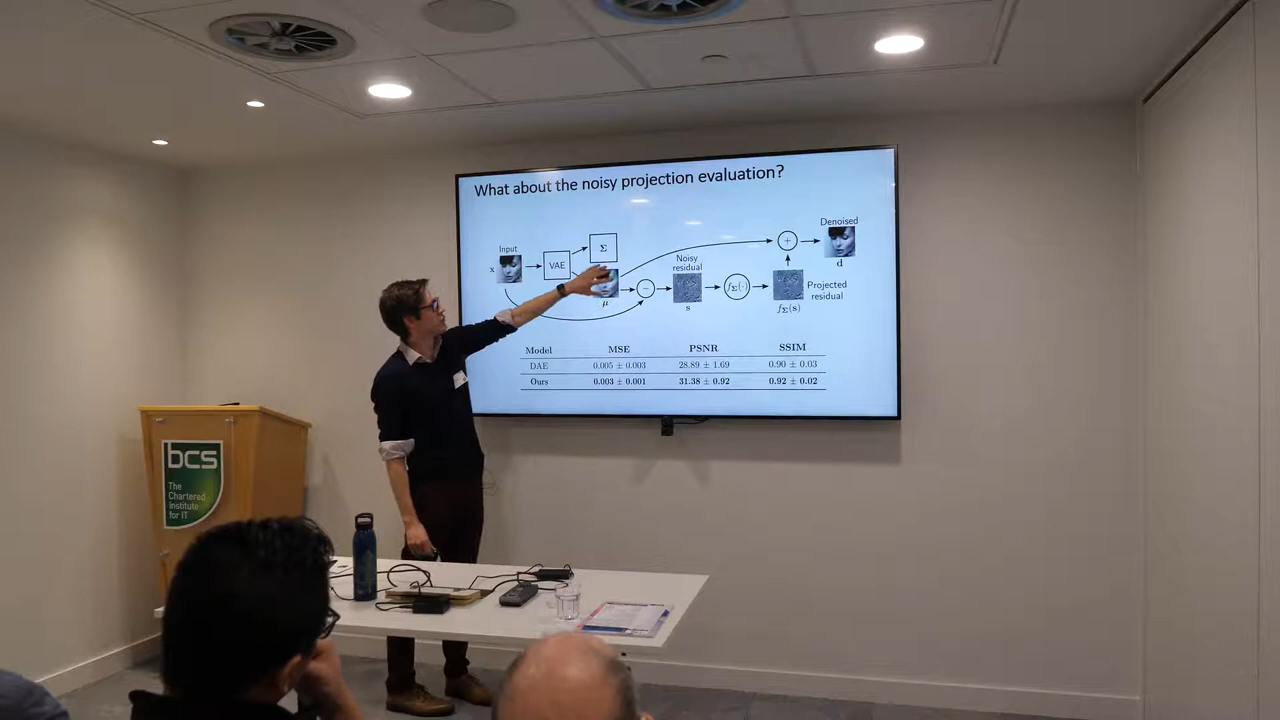 What about the noisy projection evaluation?
Denoised
Input
Σ
Noisy
residual
x
VAE
+
d
−
fΣ(·)
Projected
residual
μ
s
fΣ(s)
Model MSE PSNR SSIM
DAE 0.005 ± 0.003 28.89 ± 1.69 0.90 ± 0.03
Ours 0.003 ± 0.001 31.38 ± 0.92 0.92 ± 0.02
bcs
The
Chartered
Institute
for IT